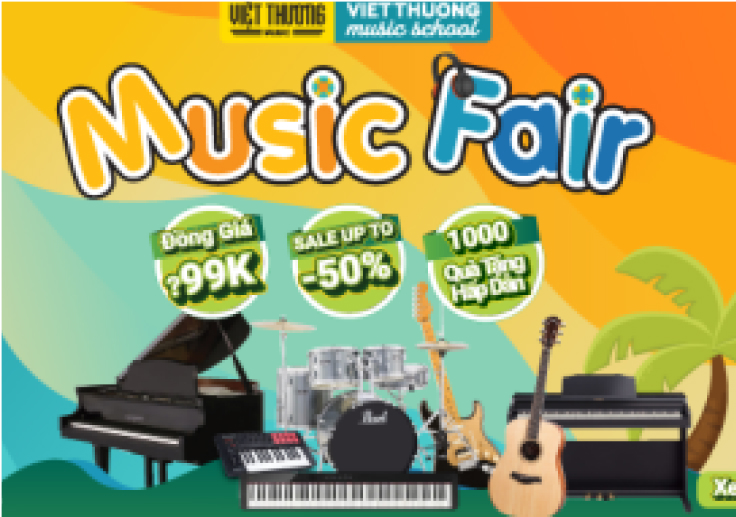 VIỆT THƯƠNG
MUSIC
VIET THUONG
music school
Music Fair
Đồng Giá
?99K
SALE UP TO
-50%
1000
Quà Tặng
Hấp Dẫn
Pearl